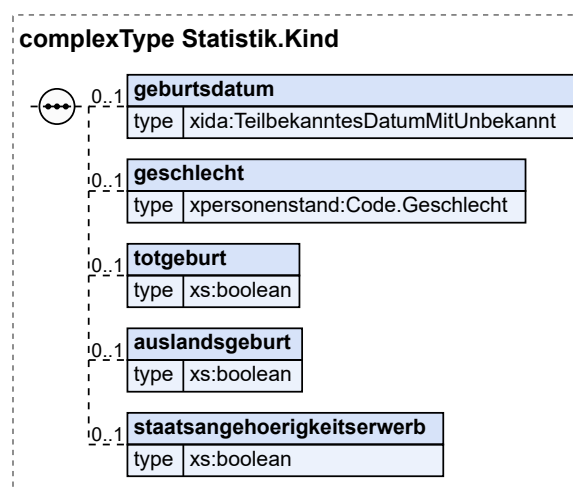 complexType Statistik.Kind
0..1 geburtsdatum
type xida:TeilbekanntesDatumMitUnbekannt
0..1 geschlecht
type xpersonenstand:Code.Geschlecht
0..1 totgeburt
type xs:boolean
0..1 auslandsgeburt
type xs:boolean
0..1 staatsangehoerigkeitserwerb
type xs:boolean